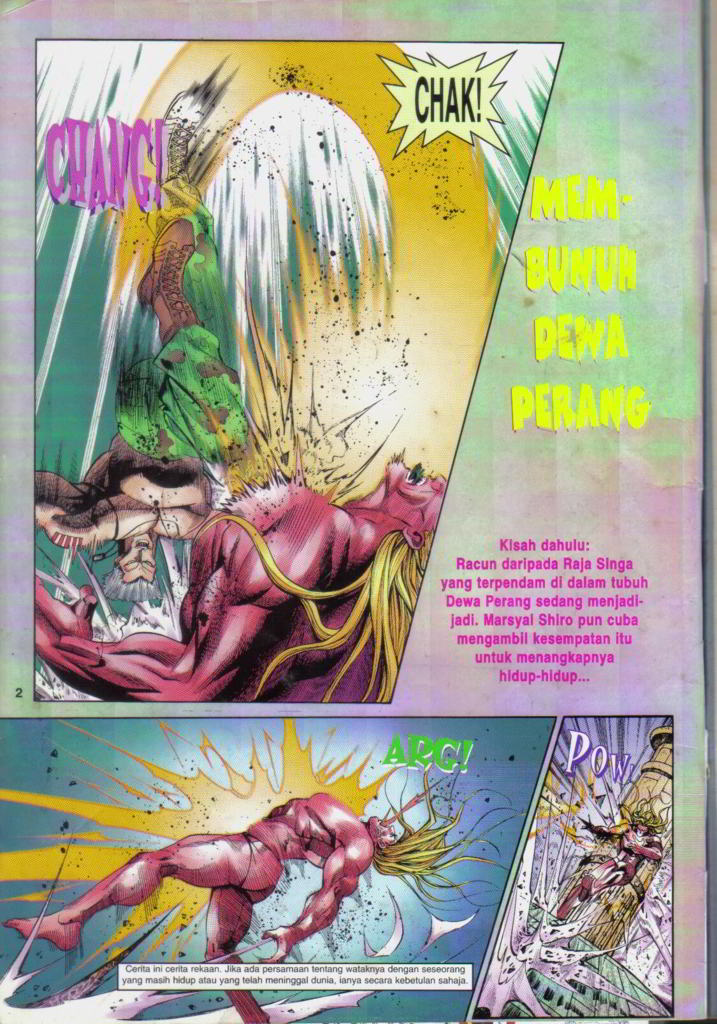 CHANG!
CHAK!
MEM-
BUNUH
DEWA
PERANG
Kisah dahulu:
Racun daripada Raja Singa
yang terpendam di dalam tubuh
Dewa Perang sedang menjadi-
jadi. Marsyal Shiro pun cuba
mengambil kesempatan itu
untuk menangkapnya
hidup-hidup...
2
ARG!
POW!
Cerita ini cerita rekaan. Jika ada persamaan tentang wataknya dengan seseorang
yang masih hidup atau yang telah meninggal dunia, ianya secara kebetulan sahaja.